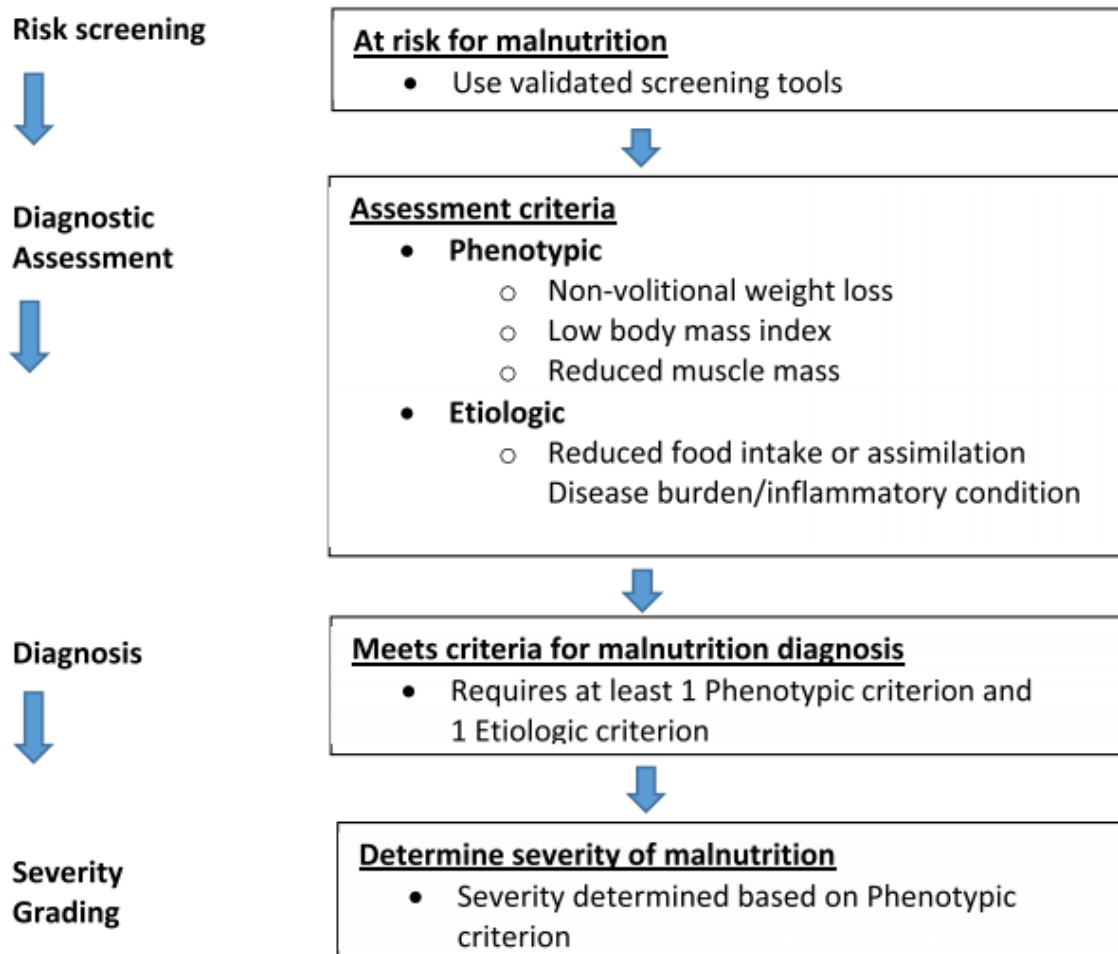 Risk screening
At risk for malnutrition
• Use validated screening tools
Diagnostic
Assessment
Assessment criteria
• Phenotypic
o Non-volitional weight loss
o Low body mass index
o Reduced muscle mass
• Etiologic
o Reduced food intake or assimilation
Disease burden/inflammatory condition
Diagnosis
Meets criteria for malnutrition diagnosis
• Requires at least 1 Phenotypic criterion and
1 Etiologic criterion
Severity
Grading
Determine severity of malnutrition
• Severity determined based on Phenotypic
criterion